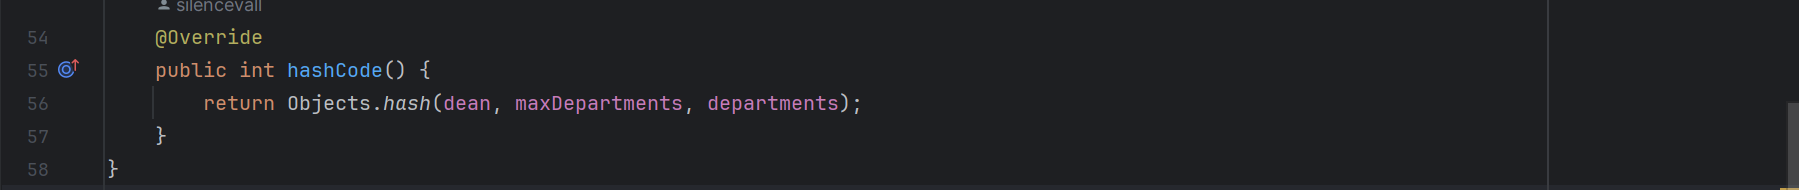 silencevall
54 @Override
55 public int hashCode() {
56 return Objects.hash(dean, maxDepartments, departments);
57 }
58 }